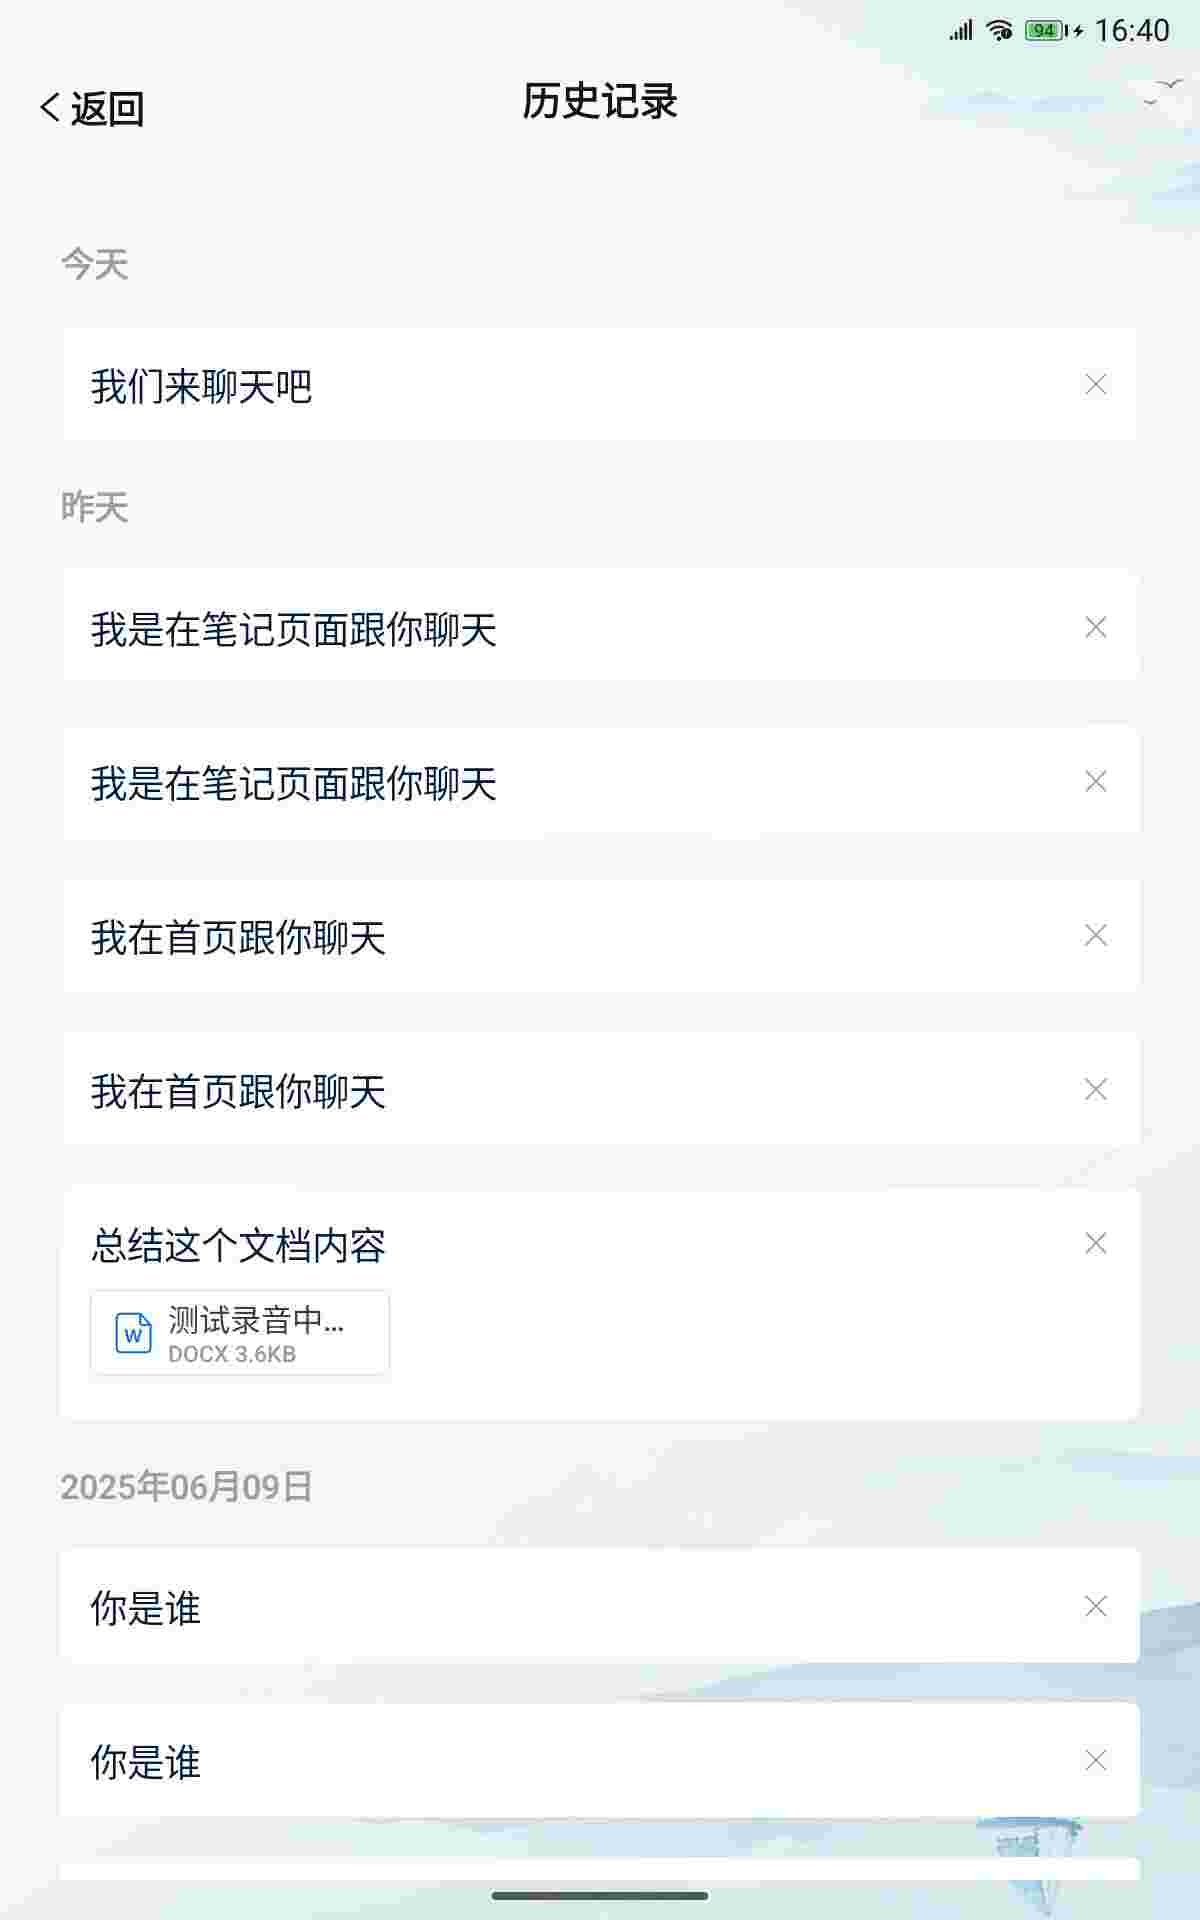 94 16:40
返回
历史记录
今天
我们来聊天吧
昨天
我是在笔记页面跟你聊天
我是在笔记页面跟你聊天
我在首页跟你聊天
我在首页跟你聊天
总结这个文档内容
W 测试录音中...
DOCX 3.6KB
2025年06月09日
你是谁
你是谁